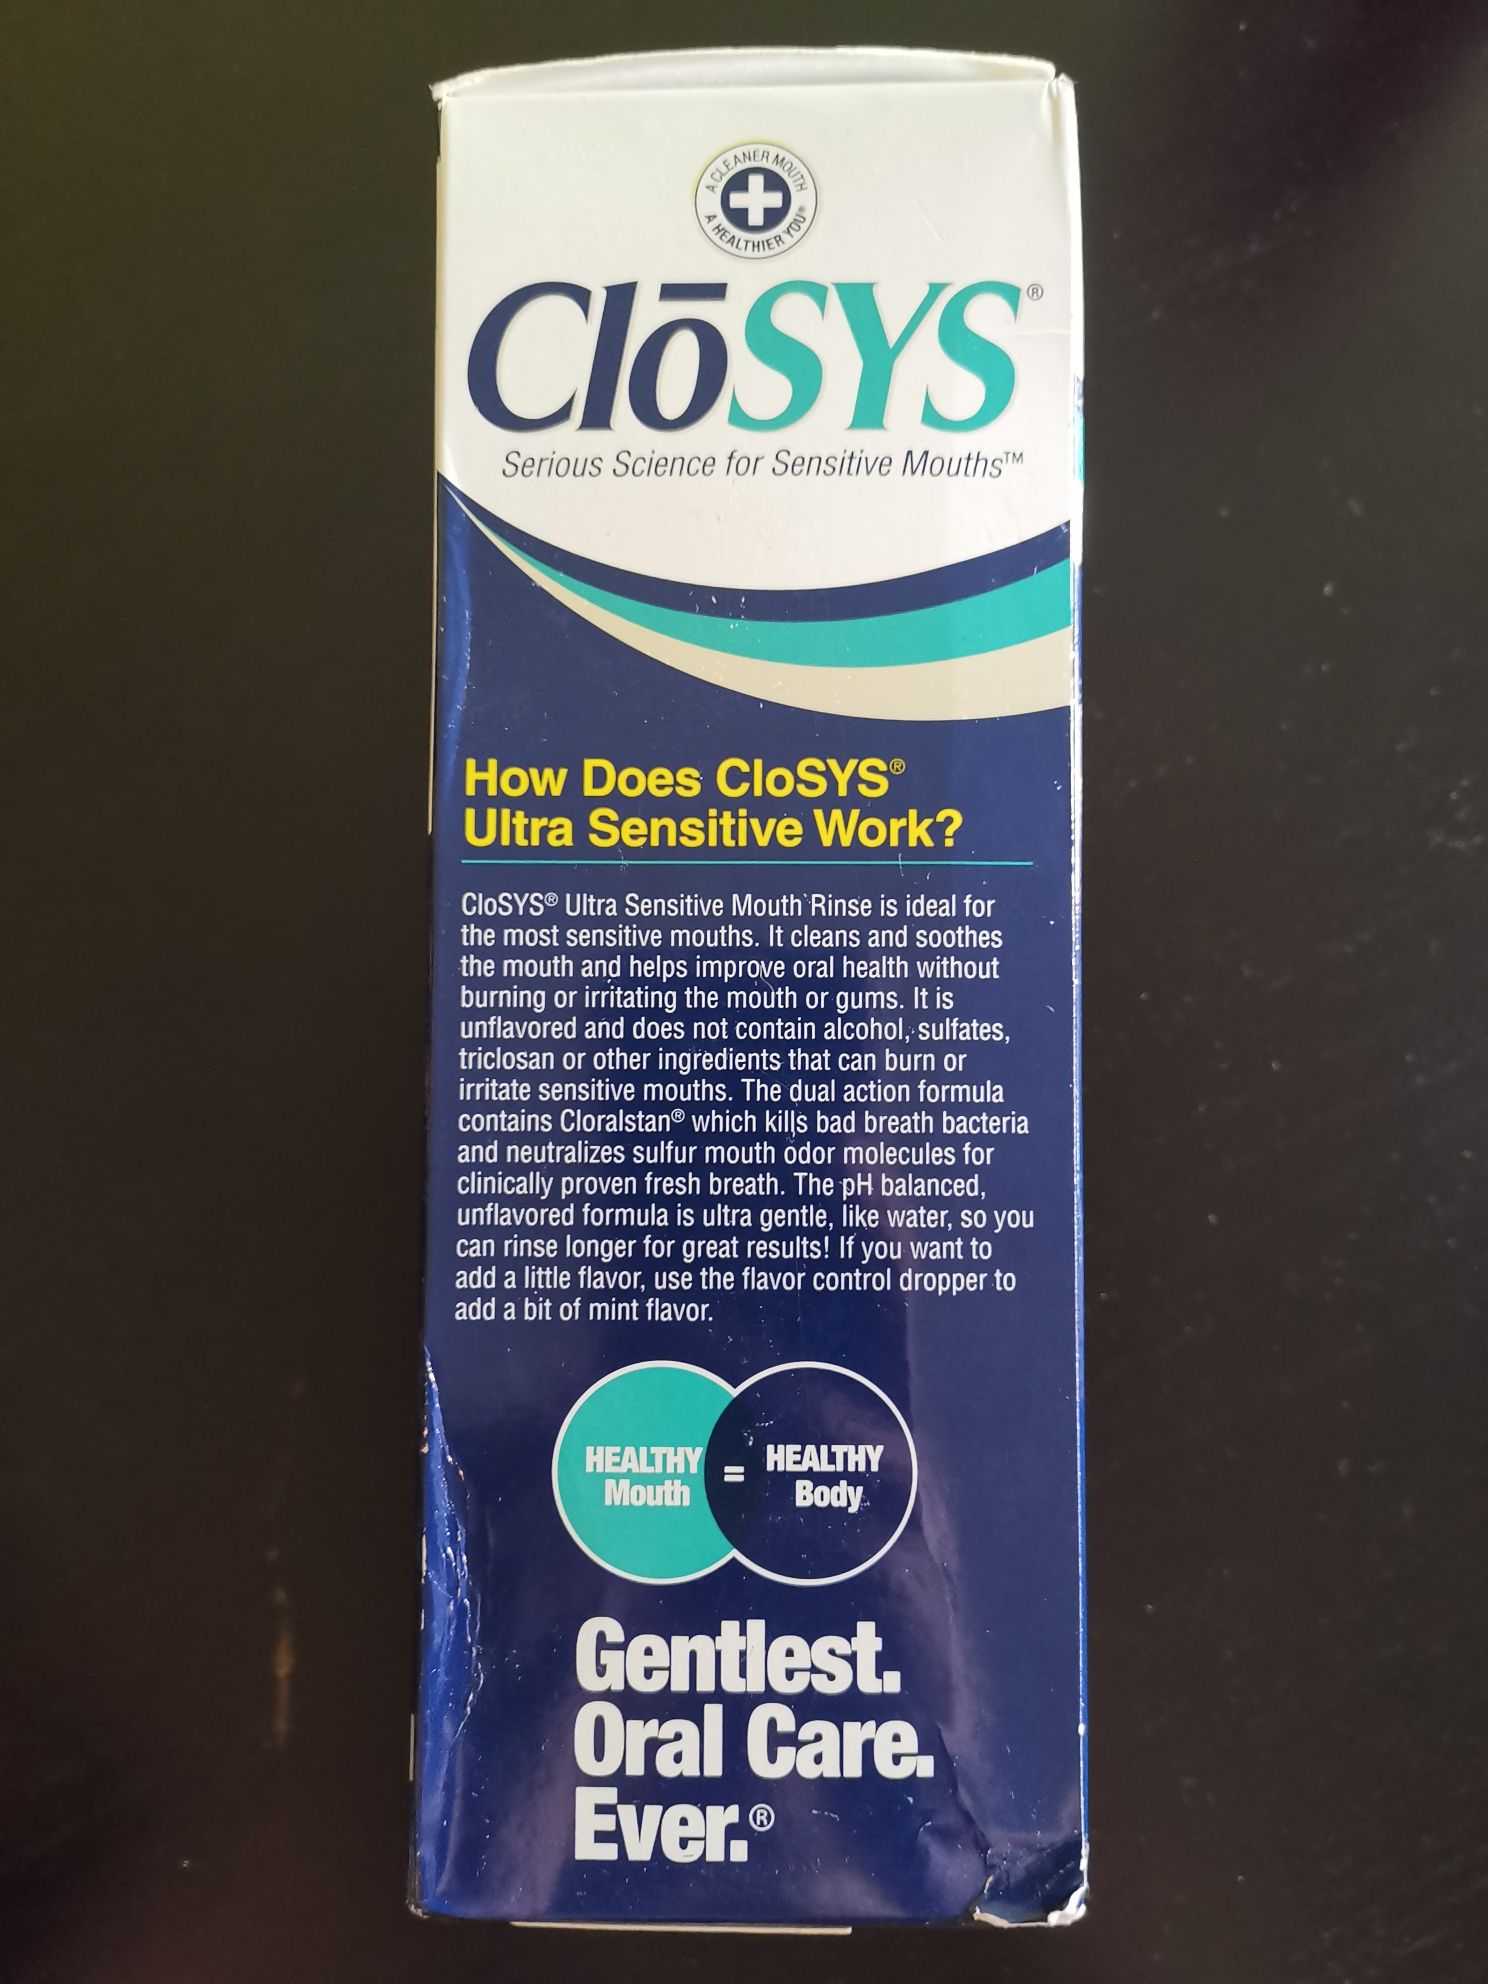 A CLEANER MOUTH
A HEALTHIER YOU®
ClōSYS®
Serious Science for Sensitive Mouths™
How Does CloSYS®
Ultra Sensitive Work?
CloSYS® Ultra Sensitive Mouth Rinse is ideal for
the most sensitive mouths. It cleans and soothes
the mouth and helps improve oral health without
burning or irritating the mouth or gums. It is
unflavored and does not contain alcohol, sulfates,
triclosan or other ingredients that can burn or
irritate sensitive mouths. The dual action formula
contains Cloralstan® which kills bad breath bacteria
and neutralizes sulfur mouth odor molecules for
clinically proven fresh breath. The pH balanced,
unflavored formula is ultra gentle, like water, so you
can rinse longer for great results! If you want to
add a little flavor, use the flavor control dropper to
add a bit of mint flavor.
HEALTHY = HEALTHY
Mouth Body
Gentlest.
Oral Care.
Ever.®